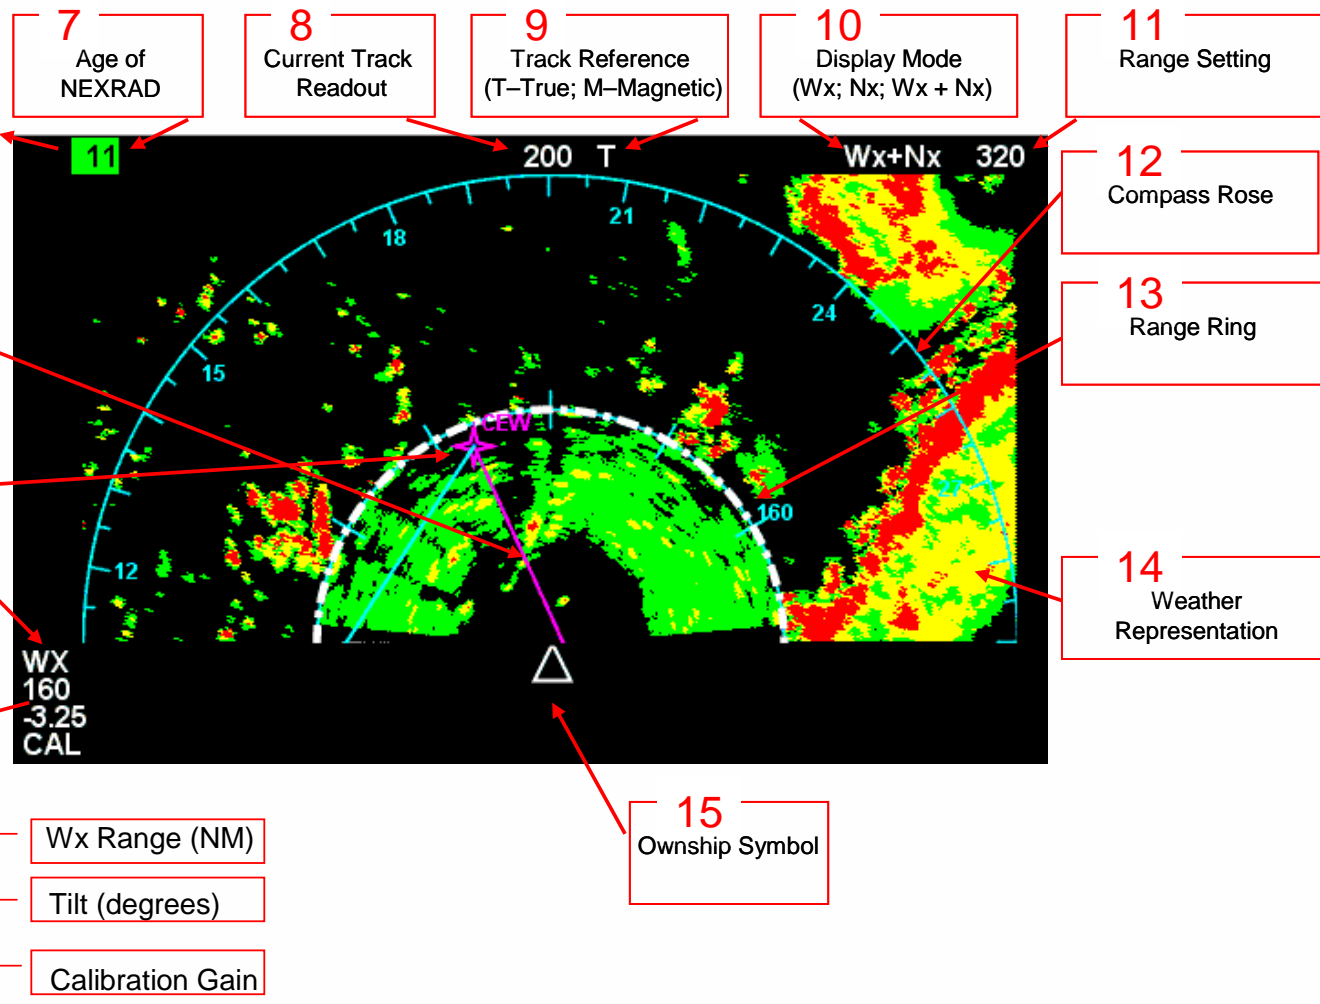 7
Age of
NEXRAD
8
Current Track
Readout
9
Track Reference
(T–True; M–Magnetic)
10
Display Mode
(Wx; Nx; Wx + Nx)
11
Range Setting
11
200 T
Wx+Nx 320
12
Compass Rose
13
Range Ring
14
Weather
Representation
15
Ownship Symbol
21
18
24
15
CEW
27
160
12
WX
160
-3.25
CAL
Wx Range (NM)
Tilt (degrees)
Calibration Gain